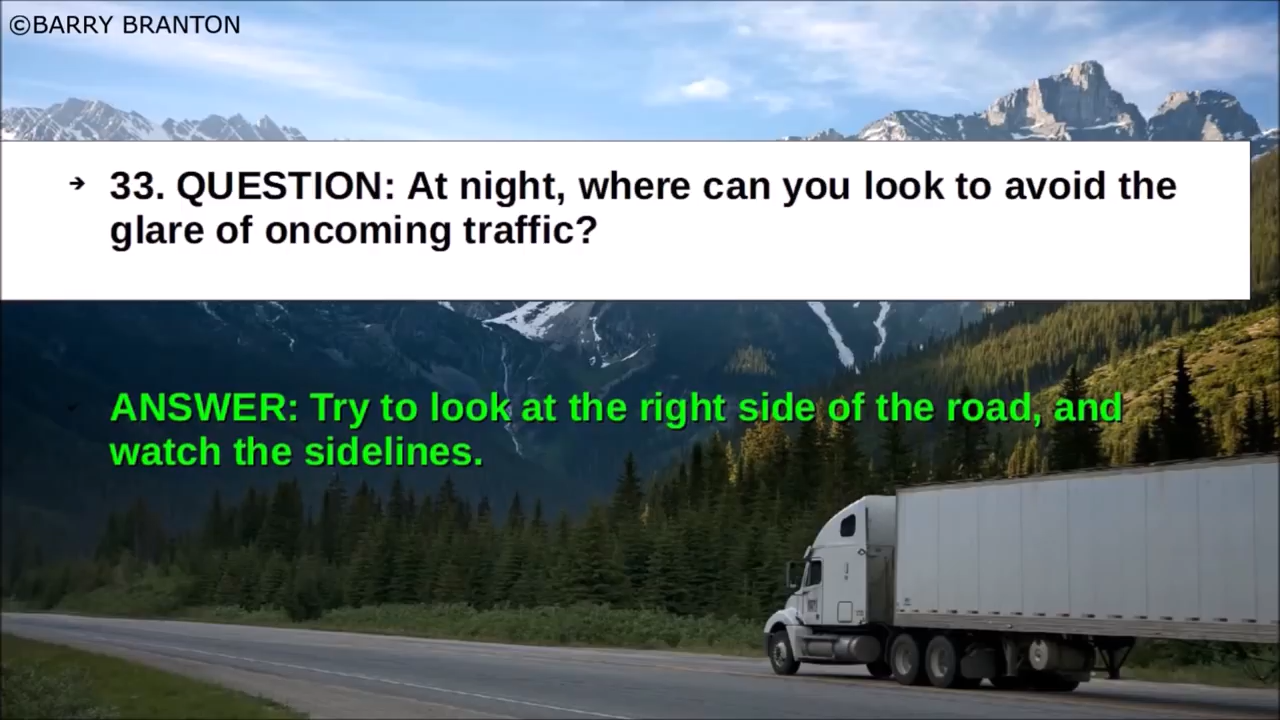 ©BARRY BRANTON
➔ 33. QUESTION: At night, where can you look to avoid the
glare of oncoming traffic?
ANSWER: Try to look at the right side of the road, and
watch the sidelines.